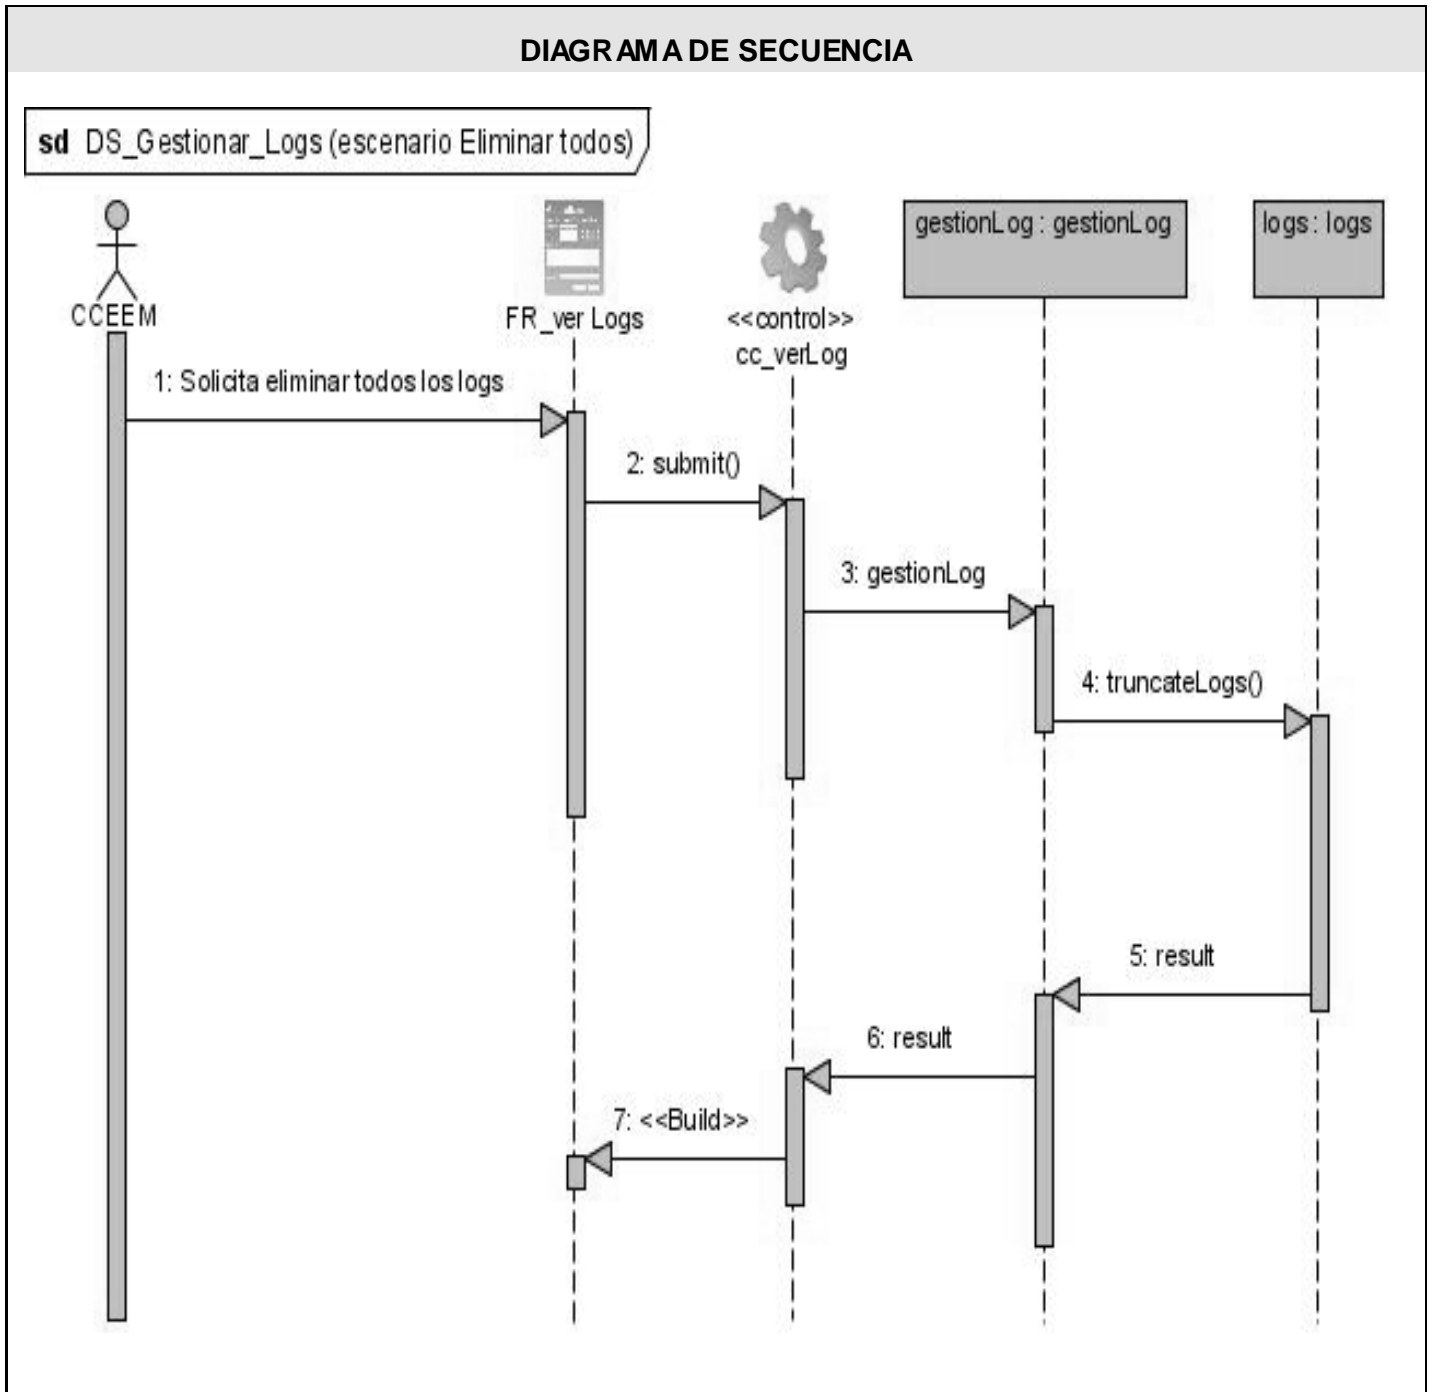 DIAGRAMA DE SECUENCIA
sd DS_Gestionar_Logs (escenario Eliminar todos)
gestionLog : gestionLog
logs : logs
CCEEM
FR_ver Logs
<<control>>
cc_verLog
1: Solicita eliminar todos los logs
2: submit()
3: gestionLog
4: truncateLogs()
5: result
6: result
7: <<Build>>